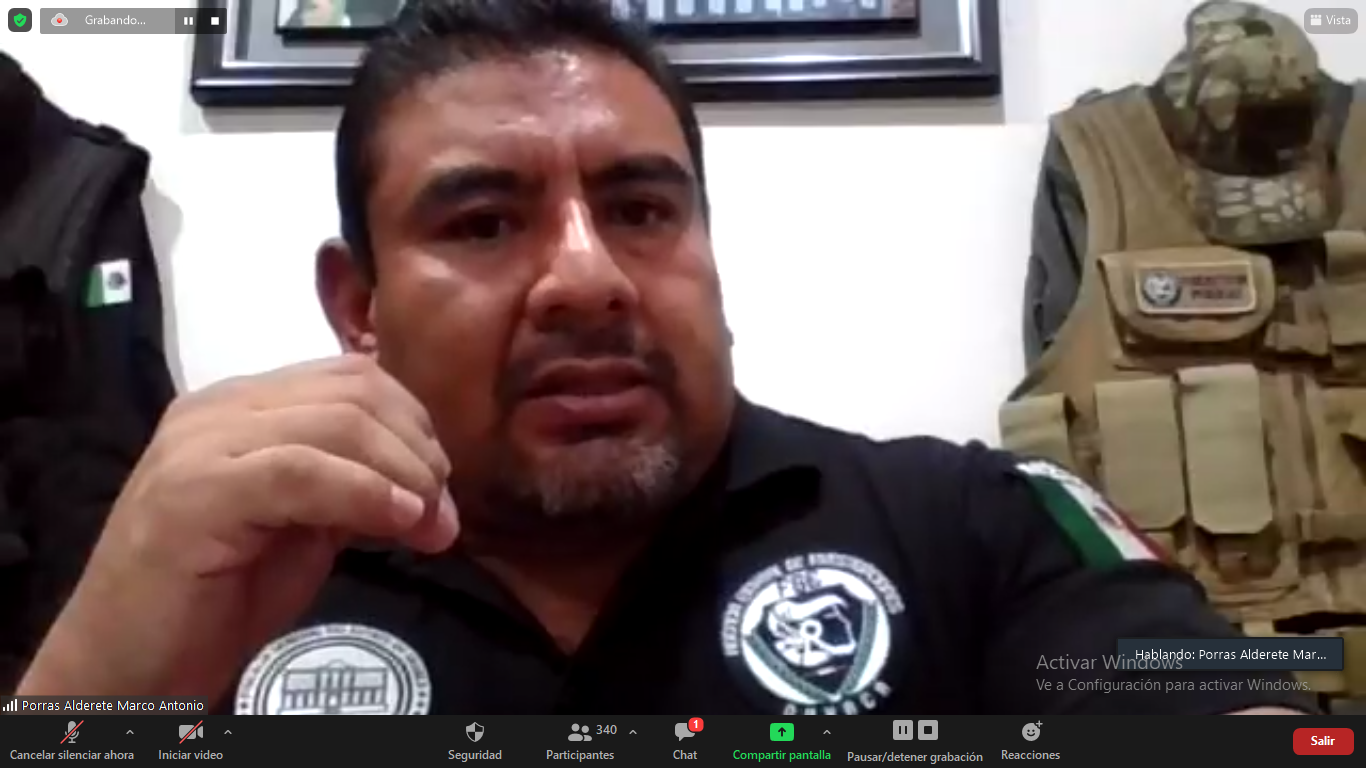 Grabando...
Vista
OAXACA
Hablando: Porras Alderete Mar...
Activar Windows
Ve a Configuración para activar Windows.
Porras Alderete Marco Antonio
Cancelar silenciar ahora
Iniciar video
Seguridad
340
Participantes
1
Chat
Compartir pantalla
Pausar/detener grabación
Reacciones
Salir